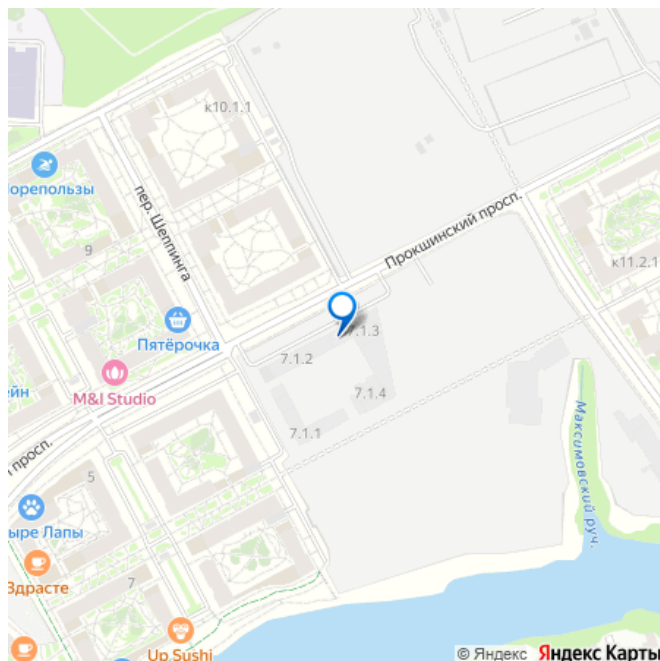 к10.1.1
Морепользы
пер. Шеппинга
9
Прокшинский просп.
к11.2.1
Пятёрочка
7.1.3
7.1.2
M&I Studio
7.1.4
7.1.1
ейн
й просп.
5
Максимовский руч.
ыре Лапы
Здрасте
7
Up Sushi
© Яндекс Яндекс Карты